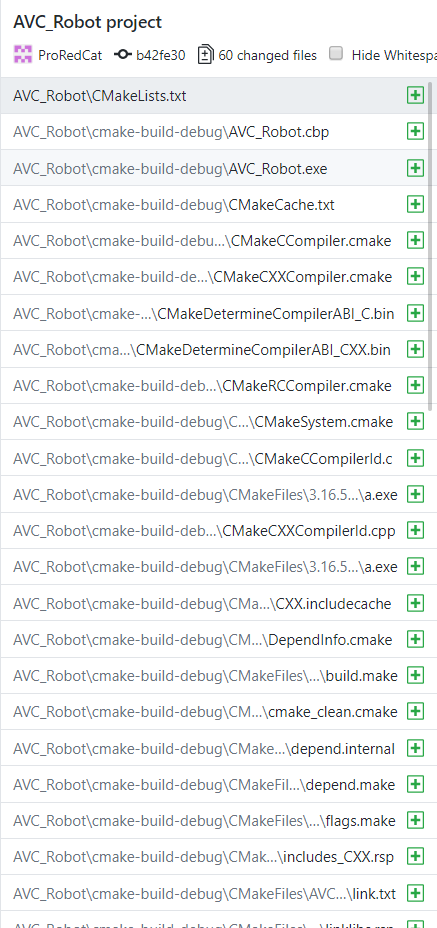 AVC_Robot project
ProRedCat b42fe30 60 changed files Hide Whitespa
AVC_Robot\CMakeLists.txt
AVC_Robot\cmake-build-debug\AVC_Robot.cbp
AVC_Robot\cmake-build-debug\AVC_Robot.exe
AVC_Robot\cmake-build-debug\CMakeCache.txt
AVC_Robot\cmake-build-debu...\CMakeCCompiler.cmake
AVC_Robot\cmake-build-de...\CMakeCXXCompiler.cmake
AVC_Robot\cmake-...\CMakeDetermineCompilerABI_C.bin
AVC_Robot\cma...\CMakeDetermineCompilerABI_CXX.bin
AVC_Robot\cmake-build-deb...\CMakeRCCompiler.cmake
AVC_Robot\cmake-build-debug\C...\CMakeSystem.cmake
AVC_Robot\cmake-build-debug\C...\CMakeCCompilerId.c
AVC_Robot\cmake-build-debug\CMakeFiles\3.16.5...\a.exe
AVC_Robot\cmake-build-deb...\CMakeCXXCompilerId.cpp
AVC_Robot\cmake-build-debug\CMakeFiles\3.16.5...\a.exe
AVC_Robot\cmake-build-debug\CMa...\CXX.includecache
AVC_Robot\cmake-build-debug\CM...\DependInfo.cmake
AVC_Robot\cmake-build-debug\CMakeFiles\...\build.make
AVC_Robot\cmake-build-debug\CM...\cmake_clean.cmake
AVC_Robot\cmake-build-debug\CMake...\depend.internal
AVC_Robot\cmake-build-debug\CMakeFil...\depend.make
AVC_Robot\cmake-build-debug\CMakeFiles\...\flags.make
AVC_Robot\cmake-build-debug\CMak...\includes_CXX.rsp
AVC_Robot\cmake-build-debug\CMakeFiles\AVC...\link.txt
AVC_Robot\cmake-build-debug\CMakeFiles\...\linklibs.rsp